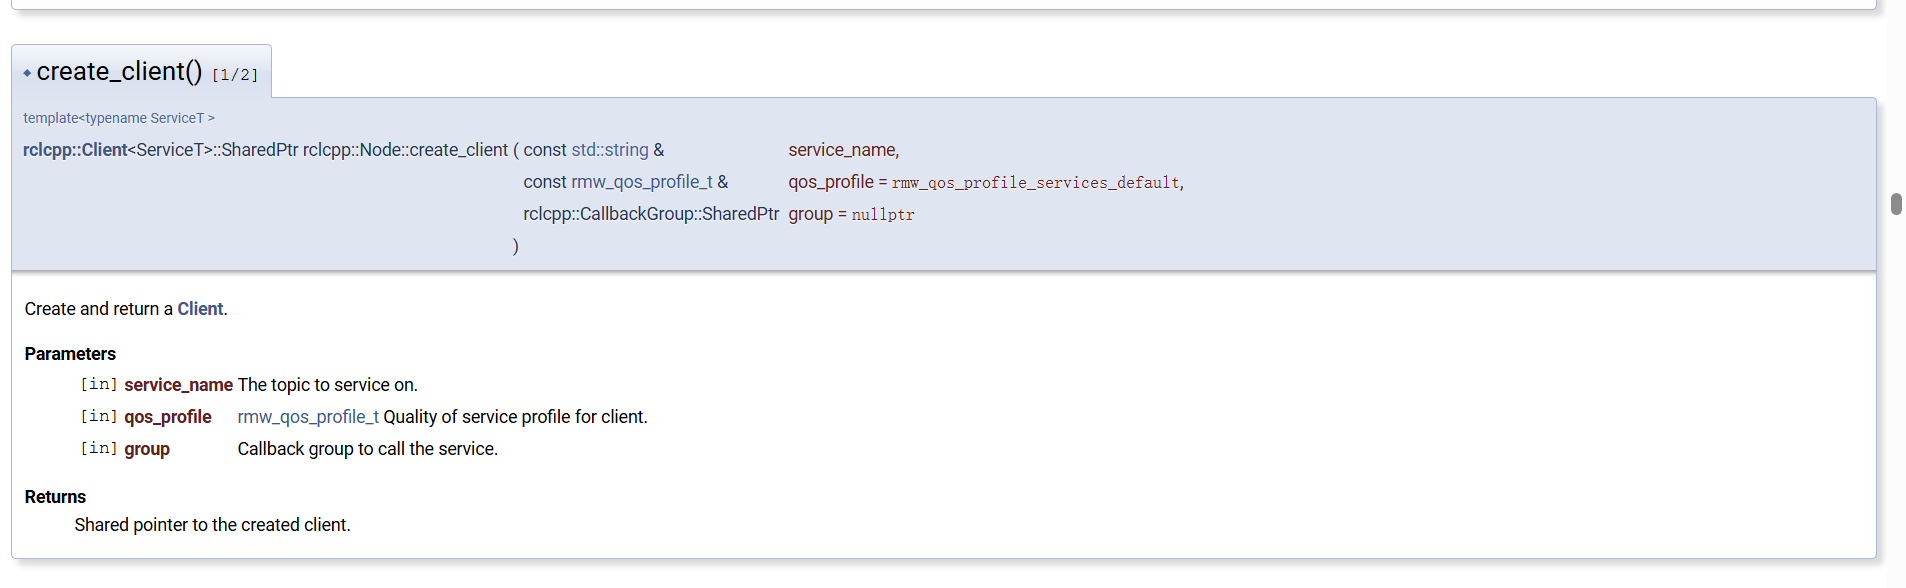 create_client() [1/2]
template<typename ServiceT >
rclcpp::Client<ServiceT>::SharedPtr rclcpp::Node::create_client ( const std::string & service_name,
const rmw_qos_profile_t & qos_profile = rmw_qos_profile_services_default,
rclcpp::CallbackGroup::SharedPtr group = nullptr
)
Create and return a Client.
Parameters
[in] service_name The topic to service on.
[in] qos_profile rmw_qos_profile_t Quality of service profile for client.
[in] group Callback group to call the service.
Returns
Shared pointer to the created client.